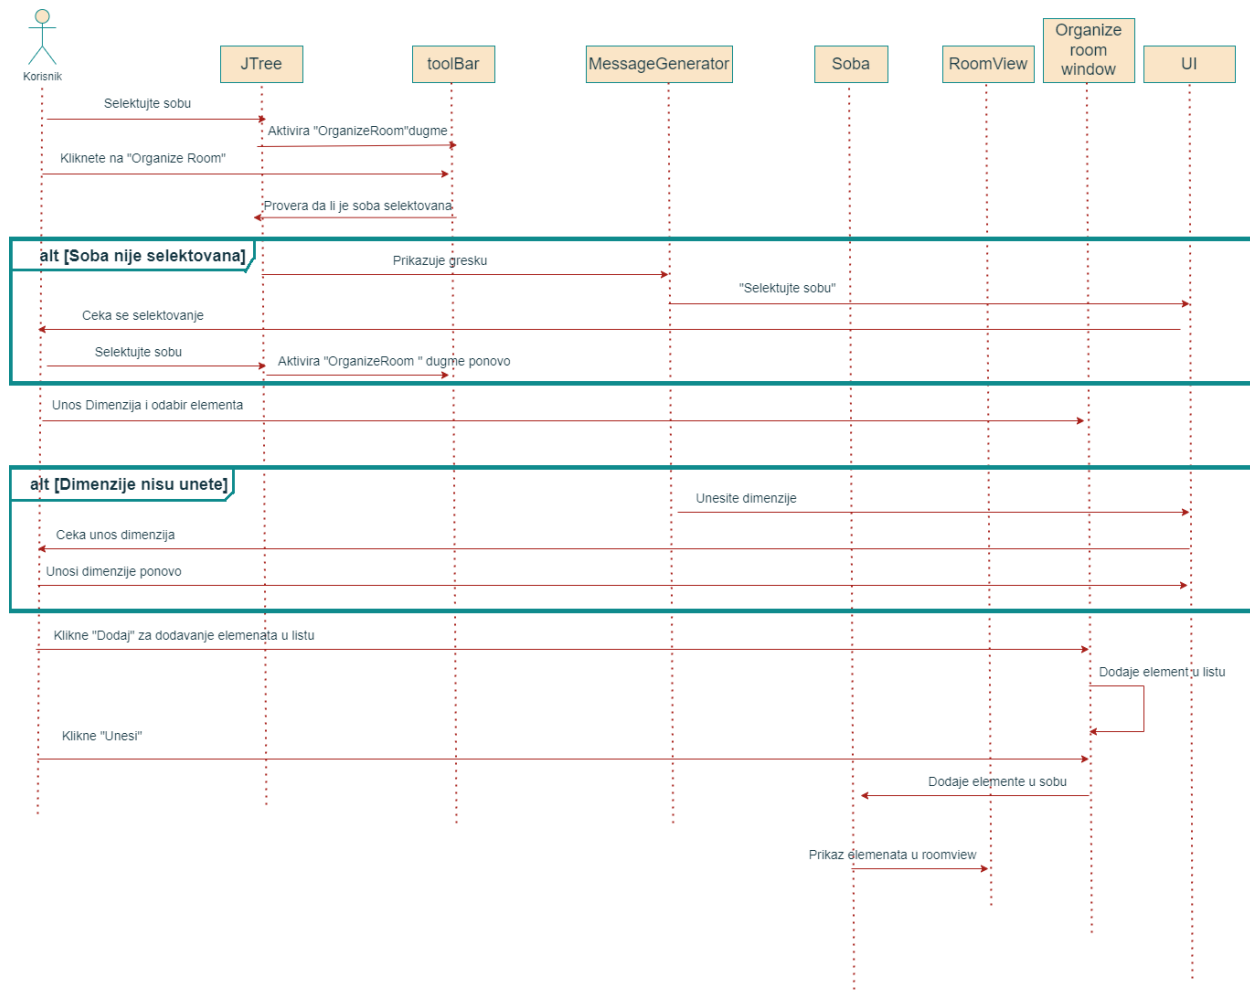 Korisnik
JTree
toolBar
MessageGenerator
Soba
RoomView
Organize
room
window
UI
Selektujte sobu
Aktivira "OrganizeRoom"dugme
Kliknete na "Organize Room"
Provera da li je soba selektovana
alt [Soba nije selektovana]
Prikazuje gresku
"Selektujte sobu"
Ceka se selektovanje
Selektujte sobu
Aktivira "OrganizeRoom " dugme ponovo
Unos Dimenzija i odabir elementa
alt [Dimenzije nisu unete]
Unesite dimenzije
Ceka unos dimenzija
Unosi dimenzije ponovo
Klikne "Dodaj" za dodavanje elemenata u listu
Dodaje element u listu
Klikne "Unesi"
Dodaje elemente u sobu
Prikaz elemenata u roomview